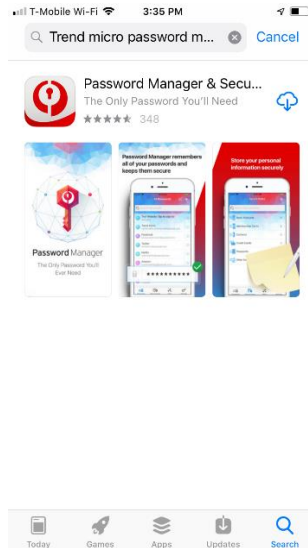 T-Mobile Wi-Fi 3:35 PM
Trend micro password m... Cancel
Password Manager & Secu...
The Only Password You'll Need
348
Password Manager
The Only Password You'll
Ever Need
Password Manager remembers
all of your passwords and
keeps them secure
Store your personal
information securely
Today Games Apps Updates Search